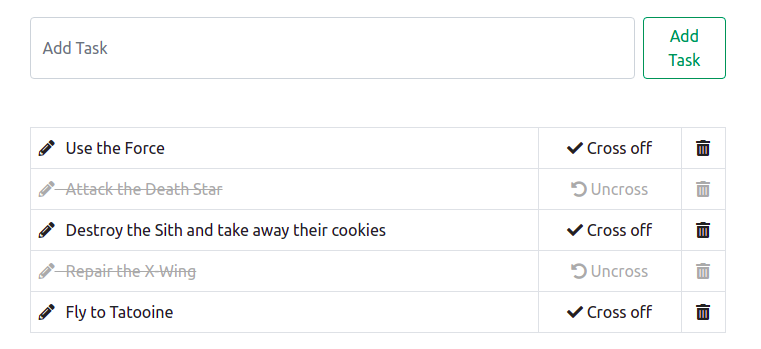 Add Task
Add
Task
Use the Force Cross off
Attack the Death Star Uncross
Destroy the Sith and take away their cookies Cross off
Repair the X-Wing Uncross
Fly to Tatooine Cross off